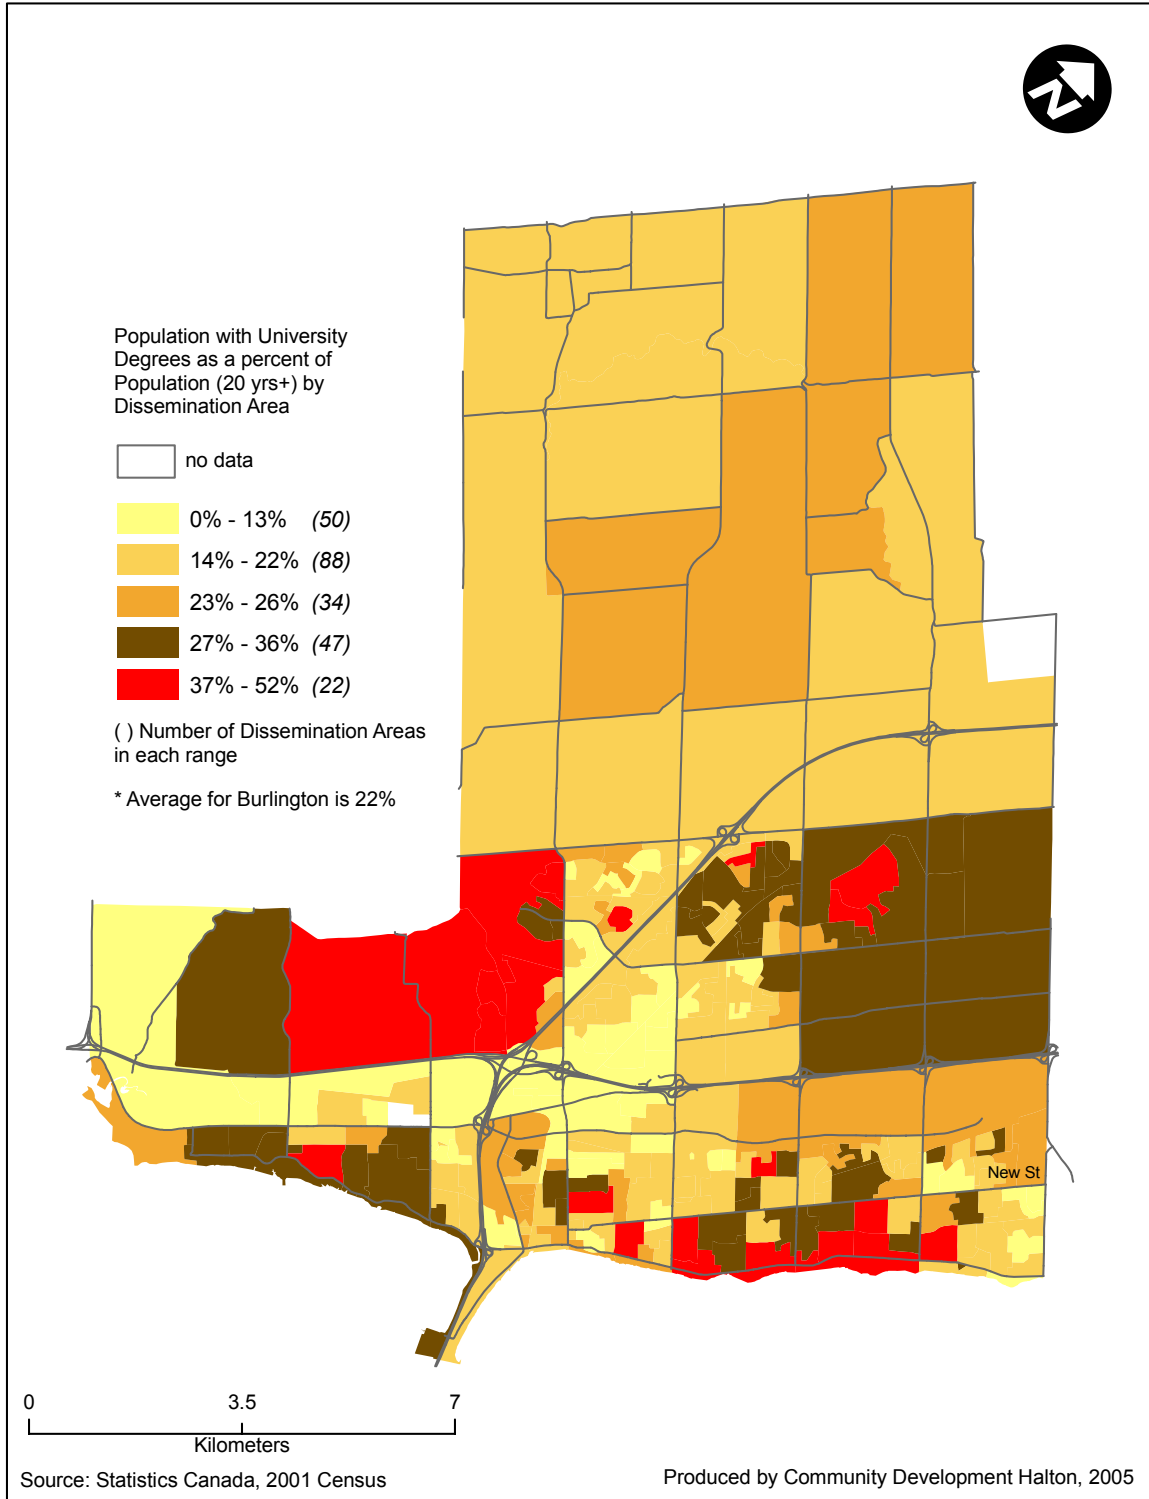 N
Population with University
Degrees as a percent of
Population (20 yrs+) by
Dissemination Area
no data
0% - 13% (50)
14% - 22% (88)
23% - 26% (34)
27% - 36% (47)
37% - 52% (22)
( ) Number of Dissemination Areas
in each range
* Average for Burlington is 22%
New St
0 3.5 7
Kilometers
Source: Statistics Canada, 2001 Census
Produced by Community Development Halton, 2005